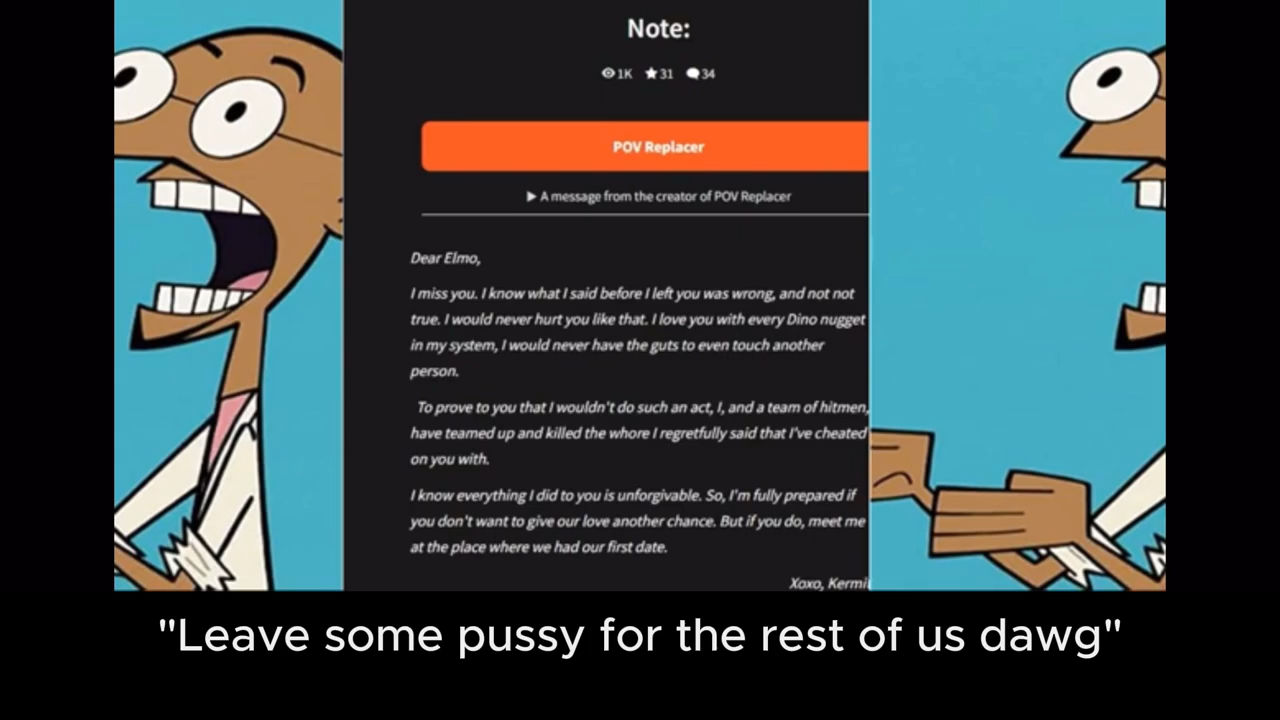 Note:
1K 31 34
POV Replacer
▶ A message from the creator of POV Replacer
Dear Elmo,
I miss you. I know what I said before I left you was wrong, and not not
true. I would never hurt you like that. I love you with every Dino nugget
in my system, I would never have the guts to even touch another
person.
To prove to you that I wouldn't do such an act, I, and a team of hitmen,
have teamed up and killed the whore I regretfully said that I've cheated
on you with.
I know everything I did to you is unforgivable. So, I'm fully prepared if
you don't want to give our love another chance. But if you do, meet me
at the place where we had our first date.
Xoxo, Kermit
"Leave some pussy for the rest of us dawg"